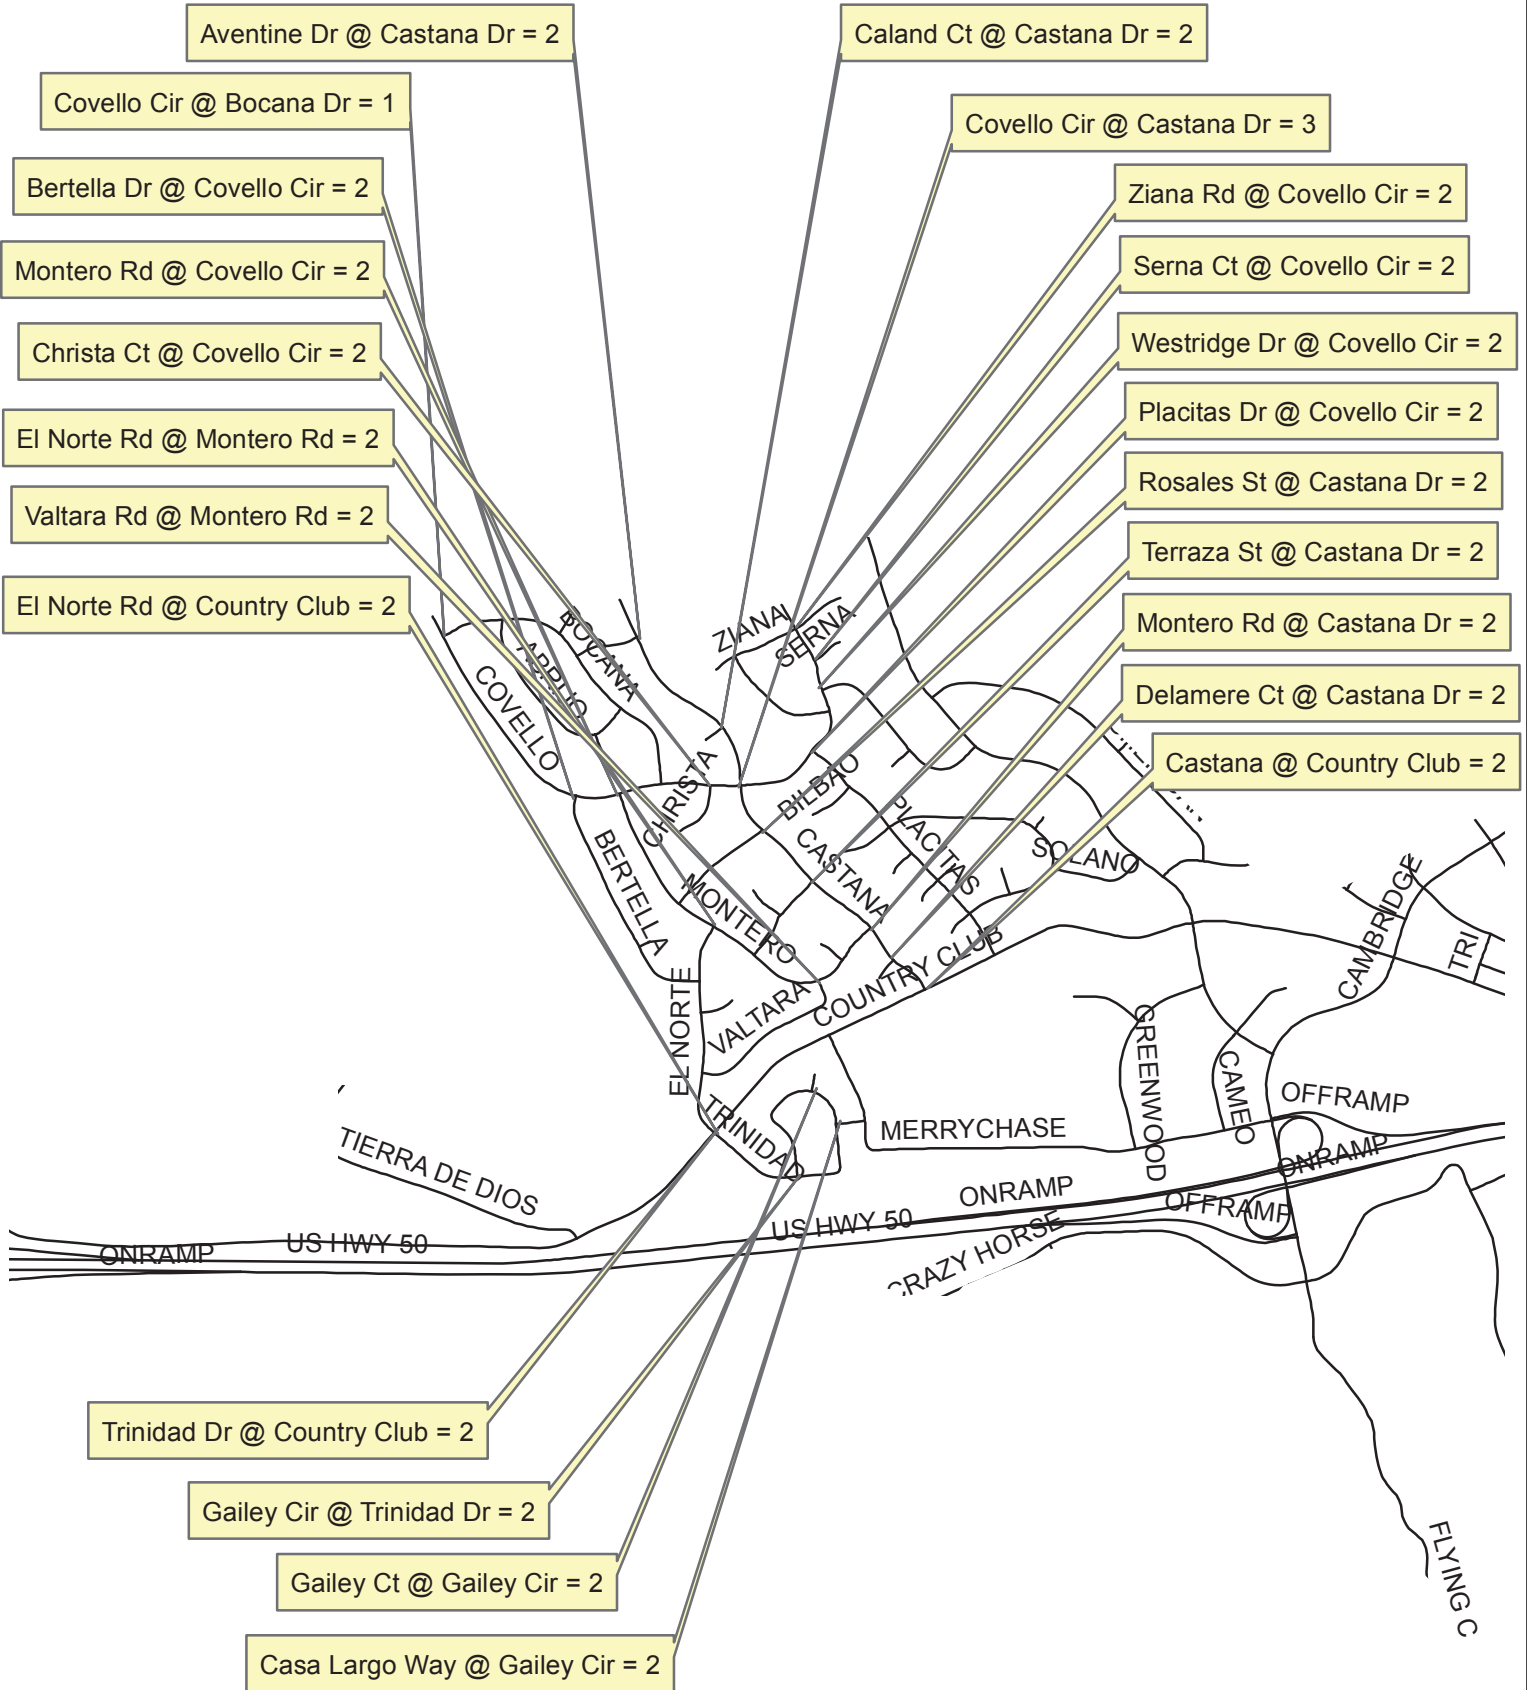 Aventine Dr @ Castana Dr = 2
Caland Ct @ Castana Dr = 2
Covello Cir @ Bocana Dr = 1
Covello Cir @ Castana Dr = 3
Bertella Dr @ Covello Cir = 2
Ziana Rd @ Covello Cir = 2
Montero Rd @ Covello Cir = 2
Serna Ct @ Covello Cir = 2
Christa Ct @ Covello Cir = 2
Westridge Dr @ Covello Cir = 2
El Norte Rd @ Montero Rd = 2
Placitas Dr @ Covello Cir = 2
Valtara Rd @ Montero Rd = 2
Rosales St @ Castana Dr = 2
Terraza St @ Castana Dr = 2
El Norte Rd @ Country Club = 2
Montero Rd @ Castana Dr = 2
Delamere Ct @ Castana Dr = 2
Castana @ Country Club = 2
ZIANA
SERNA
BOCANA
COVELLO
CHRISTA
BILBAO
PLACITAS
CASTANA
SOLANO
BERTELLA
MONTERO
CAMBRIDGE
TRI
COUNTRY CLUB
EL NORTE
VALTARA
GREENWOOD
CAMEO
OFFRAMP
TRINIDAD
MERRYCHASE
TIERRA DE DIOS
ONRAMP
ONRAMP
OFFRAMP
US HWY 50
US HWY 50
ONRAMP
CRAZY HORSE
FLYING C
Trinidad Dr @ Country Club = 2
Gailey Cir @ Trinidad Dr = 2
Gailey Ct @ Gailey Cir = 2
Casa Largo Way @ Gailey Cir = 2